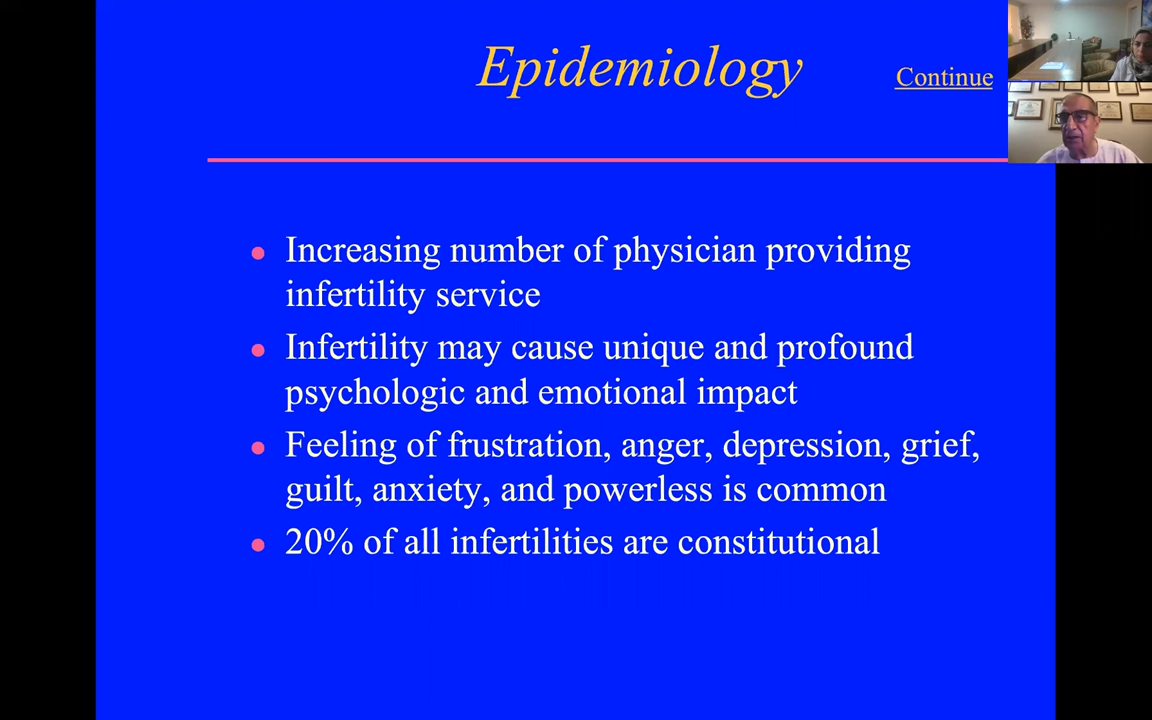 Epidemiology
Continue
● Increasing number of physician providing
infertility service
● Infertility may cause unique and profound
psychologic and emotional impact
● Feeling of frustration, anger, depression, grief,
guilt, anxiety, and powerless is common
● 20% of all infertilities are constitutional